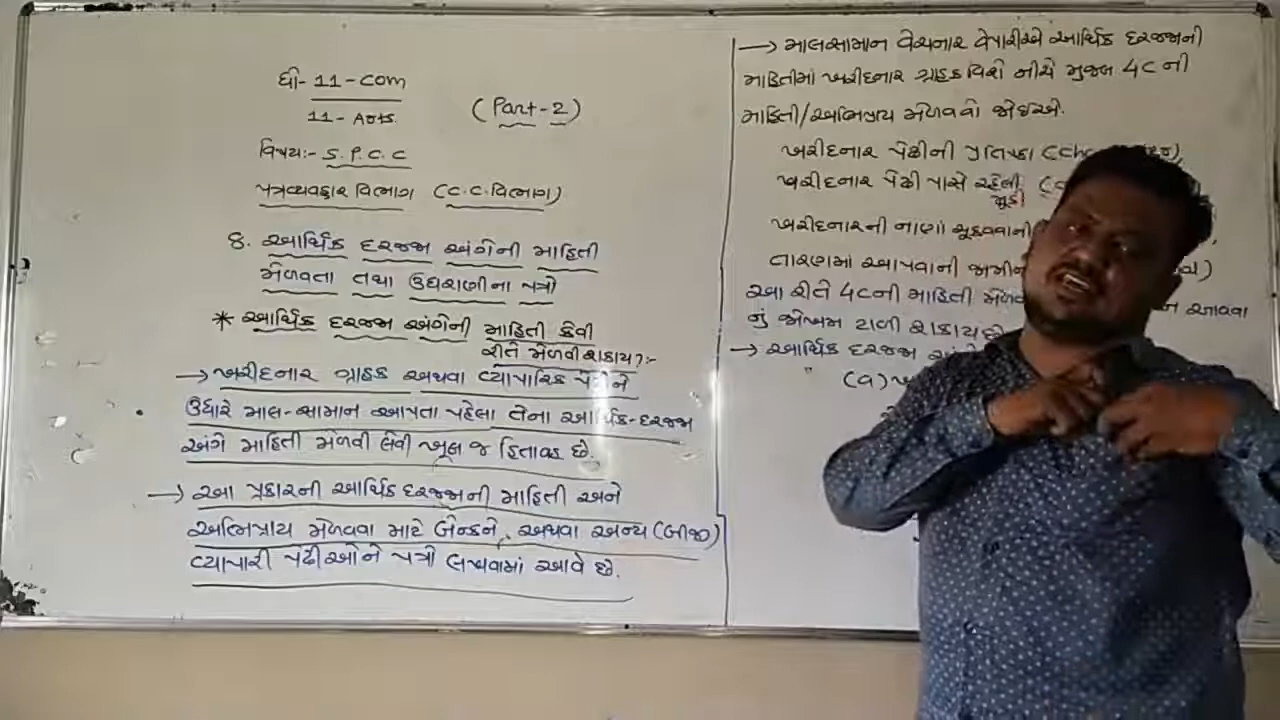 ધો- 11-com
11-Arts
(Part-2)
વિષય:- S.P.C.C
પત્રવ્યવહાર વિભાગ (C.C.વિભાગ)
8. આર્થિક દરજ્જા અંગેની માહિતી
મેળવતા તથા ઉઘરાણીના પત્રો
* આર્થિક દરજ્જા અંગેની માહિતી કેવી
રીતે મેળવી શકાય?:-
→ ખરીદનાર ગ્રાહક અથવા વ્યાપારિક પેઢીને
ઉધારે માલ-સામાન આપતા પહેલા તેના આર્થિક-દરજ્જા
અંગે માહિતી મેળવી લેવી ખૂબ જ હિતાવહ છે.
→ આ પ્રકારની આર્થિક દરજ્જાની માહિતી અને
અભિપ્રાય મેળવવા માટે બેન્કને, અથવા અન્ય (બીજી)
વ્યાપારી પેઢીઓને પત્રો લખવામાં આવે છે.
→ માલસામાન વેચનાર વેપારીએ આર્થિક દરજ્જાની
માહિતીમાં ખરીદનાર ગ્રાહક વિશે નીચે મુજબ 4C ની
માહિતી/અભિપ્રાય મેળવવો જોઈએ.
ખરીદનાર પેઢીની પ્રતિષ્ઠા
ખરીદનાર પેઢી પાસે રહેલી
મૂડી
ખરીદનારની નાણાં ચૂકવવાની
તારણમાં આપવાની
આ રીતે 4C ની માહિતી આવવા
નું જોખમ ટાળી શકાય છે
→ આર્થિક દરજ્જા
(a)